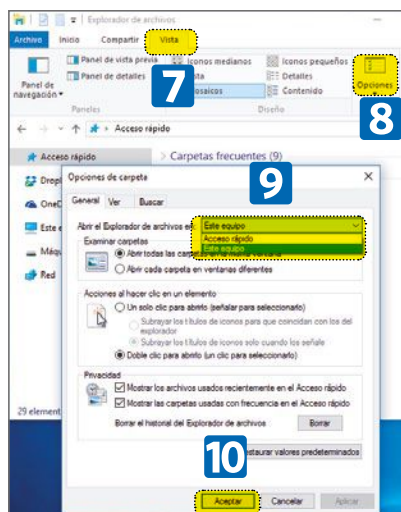 Explorador de archivos
Archivo Inicio Compartir Vista
Panel de vista previa Iconos medianos Iconos pequeños
Panel de detalles Detalles
Panel de navegación Contenido
Opciones
Paneles Diseño
7
8
Acceso rápido
Acceso rápido
Carpetas frecuentes (9)
9
Este e
Red
29 element
Opciones de carpeta
General Ver Buscar
Abrir el Explorador de archivos en: Este equipo
Acceso rápido
Este equipo
Examinar carpetas
Abrir todas las carpetas en la misma ventana
Abrir cada carpeta en ventanas diferentes
Acciones al hacer clic en un elemento
Un solo clic para abrirlo (señalar para seleccionarlo)
Subrayar los títulos de iconos para que coincidan con los del
explorador
Subrayar los títulos de iconos solo cuando los señale
Doble clic para abrirlo (un clic para seleccionarlo)
Privacidad
Mostrar los archivos usados recientemente en el Acceso rápido
Mostrar las carpetas usadas con frecuencia en el Acceso rápido
Borrar el historial del Explorador de archivos Borrar
10
staurar valores predeterminados
Aceptar Cancelar Aplicar